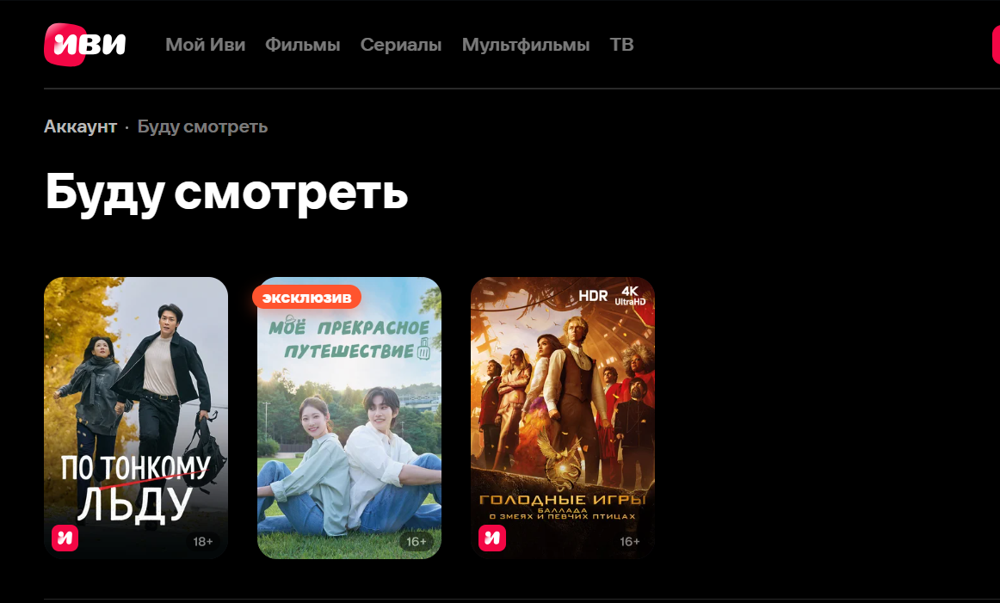 иви
Мой Иви Фильмы Сериалы Мультфильмы ТВ
Аккаунт · Буду смотреть
Буду смотреть
ПО ТОНКОМУ
ЛЬДУ
и
18+
эксклюзив
МОЁ ПРЕКРАСНОЕ
ПУТЕШЕСТВИЕ
16+
HDR 4K
UltraHD
ГОЛОДНЫЕ ИГРЫ
БАЛЛАДА
О ЗМЕЯХ И ПЕВЧИХ ПТИЦАХ
и
16+